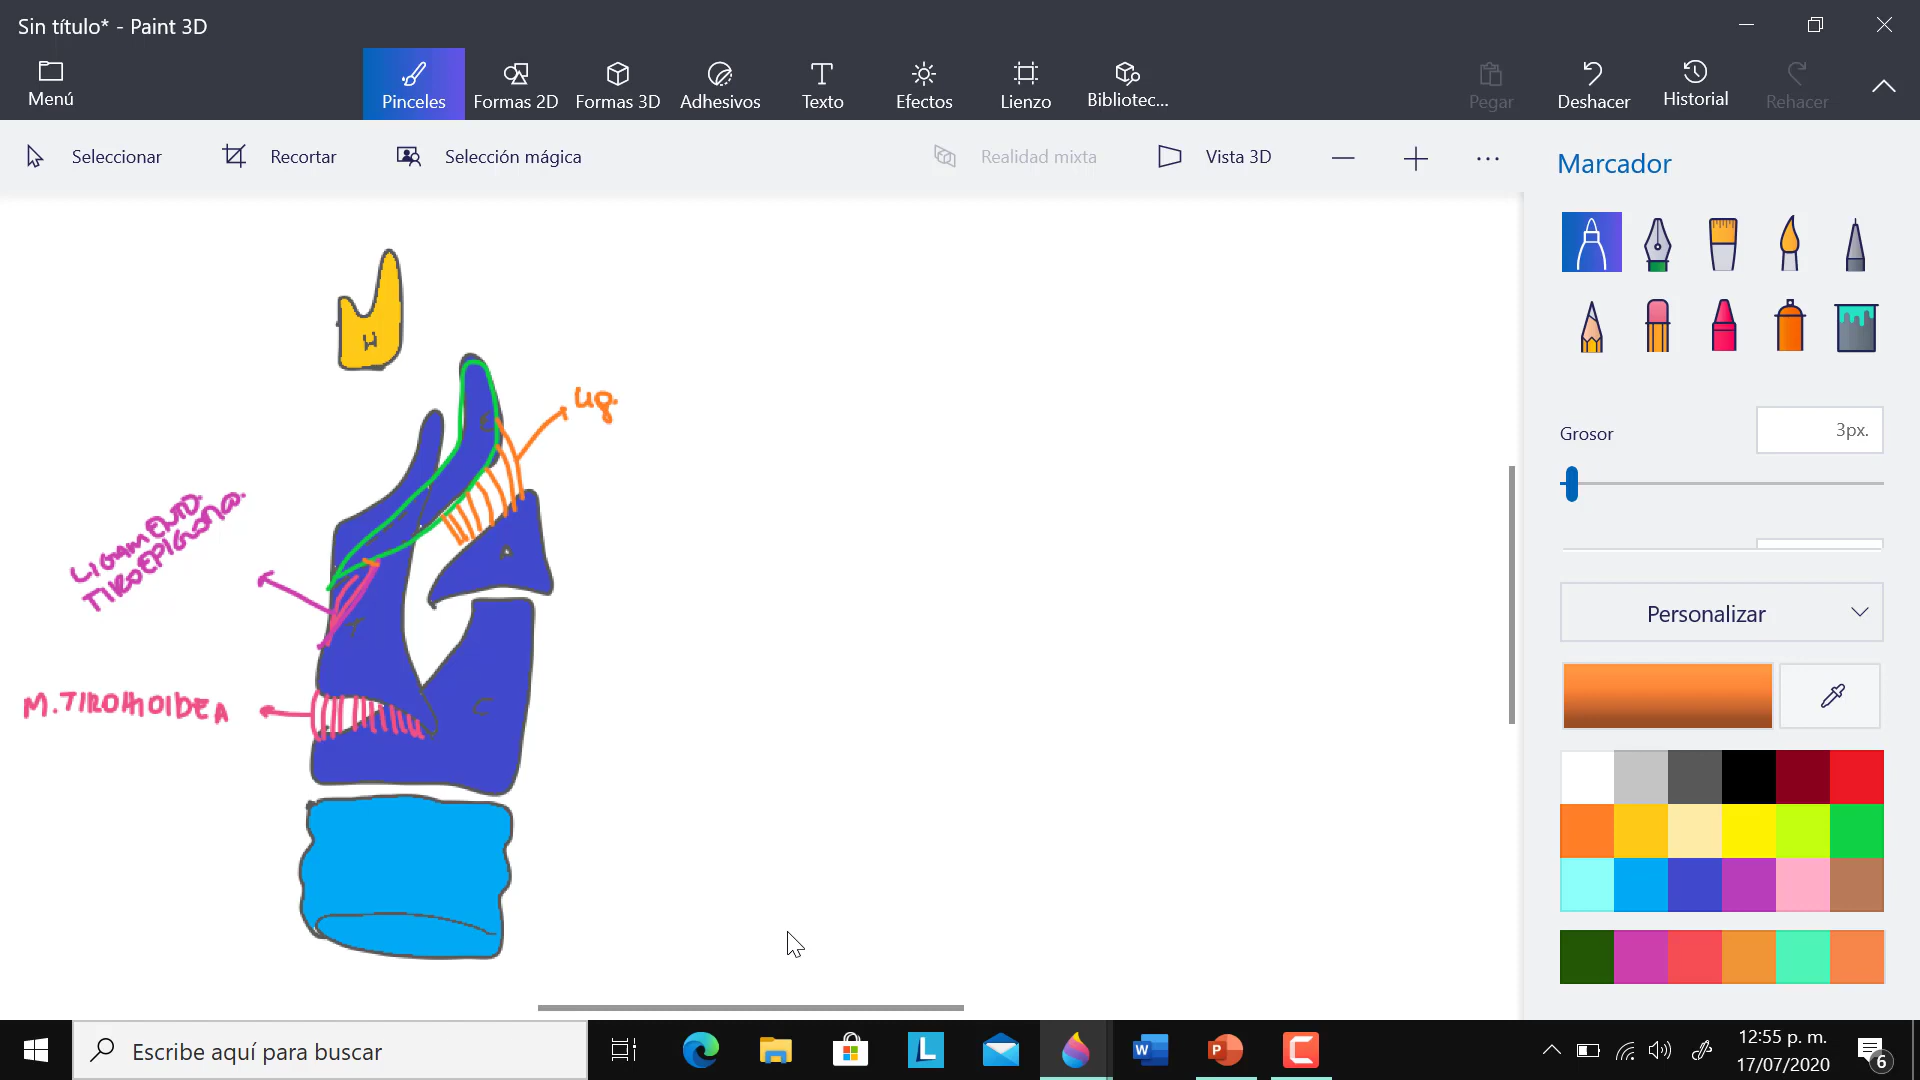 Sin título* - Paint 3D
Menú
Pinceles
Formas 2D
Formas 3D
Adhesivos
Texto
Efectos
Lienzo
Bibliotec...
Pegar
Deshacer
Historial
Rehacer
Seleccionar
Recortar
Selección mágica
Realidad mixta
Vista 3D
Marcador
Grosor
3px.
Personalizar
H
E
LIGAMENTO
TIROEPIGLOTICO.
A
T
C
M. TIROHIOIDEA
Escribe aquí para buscar
12:55 p. m.
17/07/2020
6